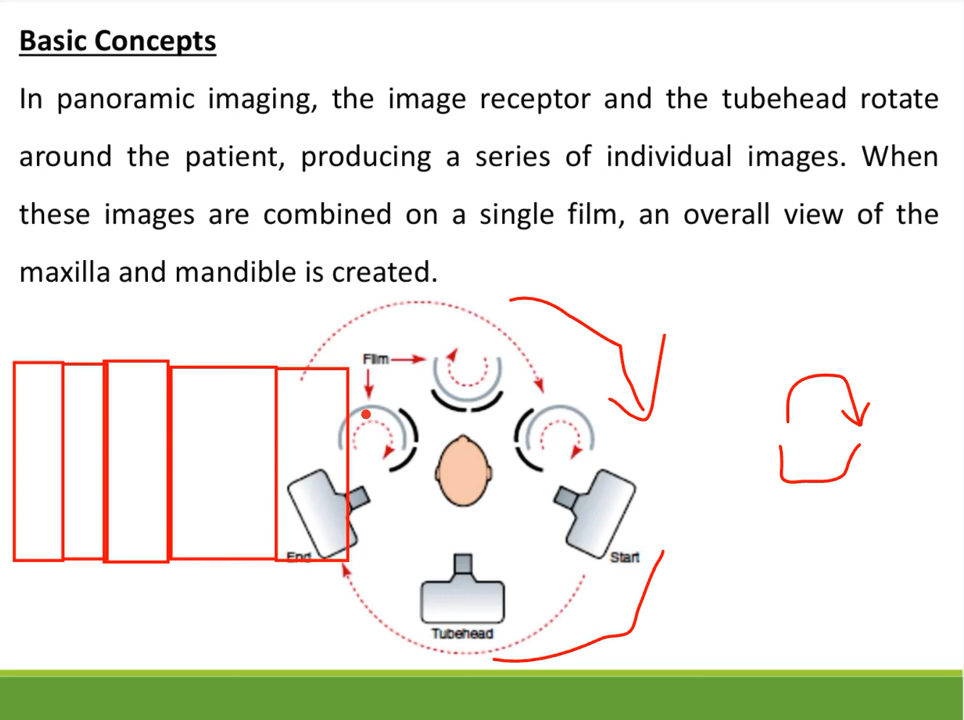 Basic Concepts
In panoramic imaging, the image receptor and the tubehead rotate
around the patient, producing a series of individual images. When
these images are combined on a single film, an overall view of the
maxilla and mandible is created.
Film
End
Start
Tubehead